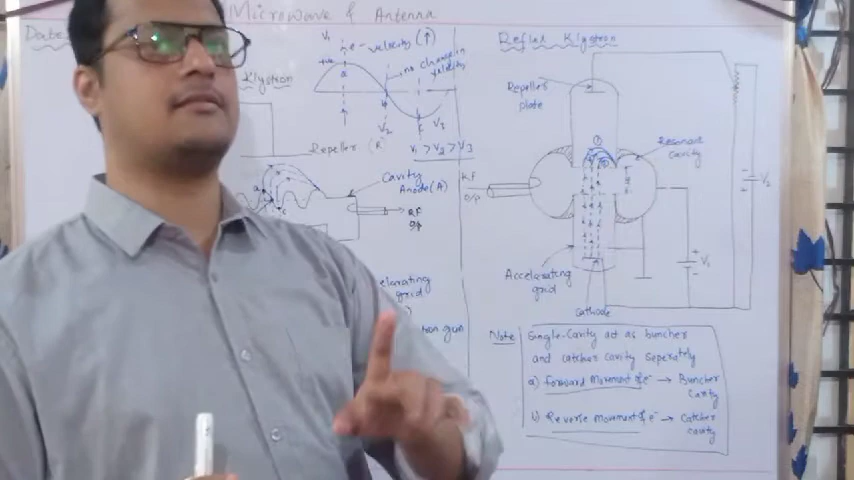 Microwave & Antenna
Date
V₁
e- velocity (↑)
+ve
no change in
velocity
a
b
c
V₂
V₃
V₁ > V₂ > V₃
Klystron
Repeller (R
Cavity
Anode(A)
RF
o/p
grid
gun
Reflex Klystron
Repeller
plate
Resonant
cavity
RF
o/p
V₂
V₁
Accelerating
grid
Cathode
Note
Single-Cavity act as buncher
and catcher cavity seperately
a) Forward Movement of e⁻ → Buncher
Cavity
b) Reverse movement of e⁻ → Catcher
cavity